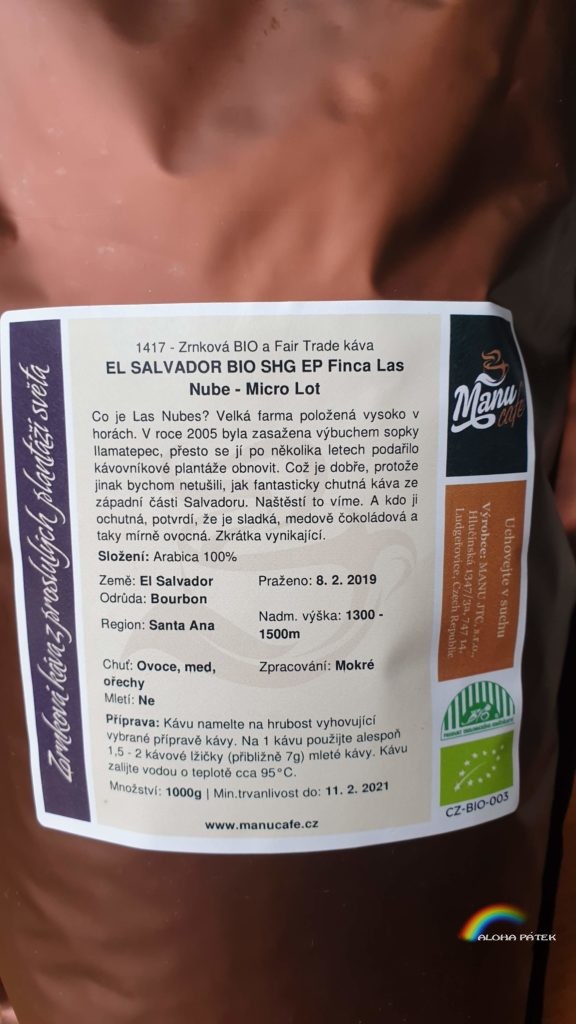 1417 - Zrnková BIO a Fair Trade káva
EL SALVADOR BIO SHG EP Finca Las
Nube - Micro Lot
Co je Las Nubes? Velká farma položená vysoko v
horách. V roce 2005 byla zasažena výbuchem sopky
Ilamatepec, přesto se jí po několika letech podařilo
kávovníkové plantáže obnovit. Což je dobře, protože
jinak bychom netušili, jak fantasticky chutná káva ze
západní části Salvadoru. Naštěstí to víme. A kdo ji
ochutná, potvrdí, že je sladká, medově čokoládová a
taky mírně ovocná. Zkrátka vynikající.
Složení: Arabica 100%
Země: El Salvador
Praženo: 8. 2. 2019
Odrůda: Bourbon
Region: Santa Ana
Nadm. výška: 1300 -
1500m
Chuť: Ovoce, med,
ořechy
Zpracování: Mokré
Mletí: Ne
Příprava: Kávu namelte na hrubost vyhovující
vybrané přípravě kávy. Na 1 kávu použijte alespoň
1,5 - 2 kávové lžičky (přibližně 7g) mleté kávy. Kávu
zalijte vodou o teplotě cca 95°C.
Množství: 1000g | Min.trvanlivost do: 11. 2. 2021
www.manucafe.cz
Zrnková káva z proslulých plantáží světa
Manu
café
Uchovejte v suchu
Výrobce: MANU JTC, s.r.o.,
Hlučínská 1347/3a, 747 14,
Ludgeřovice, Czech Republic
BIO
CZ-BIO-003
ALOHA PÁTEK